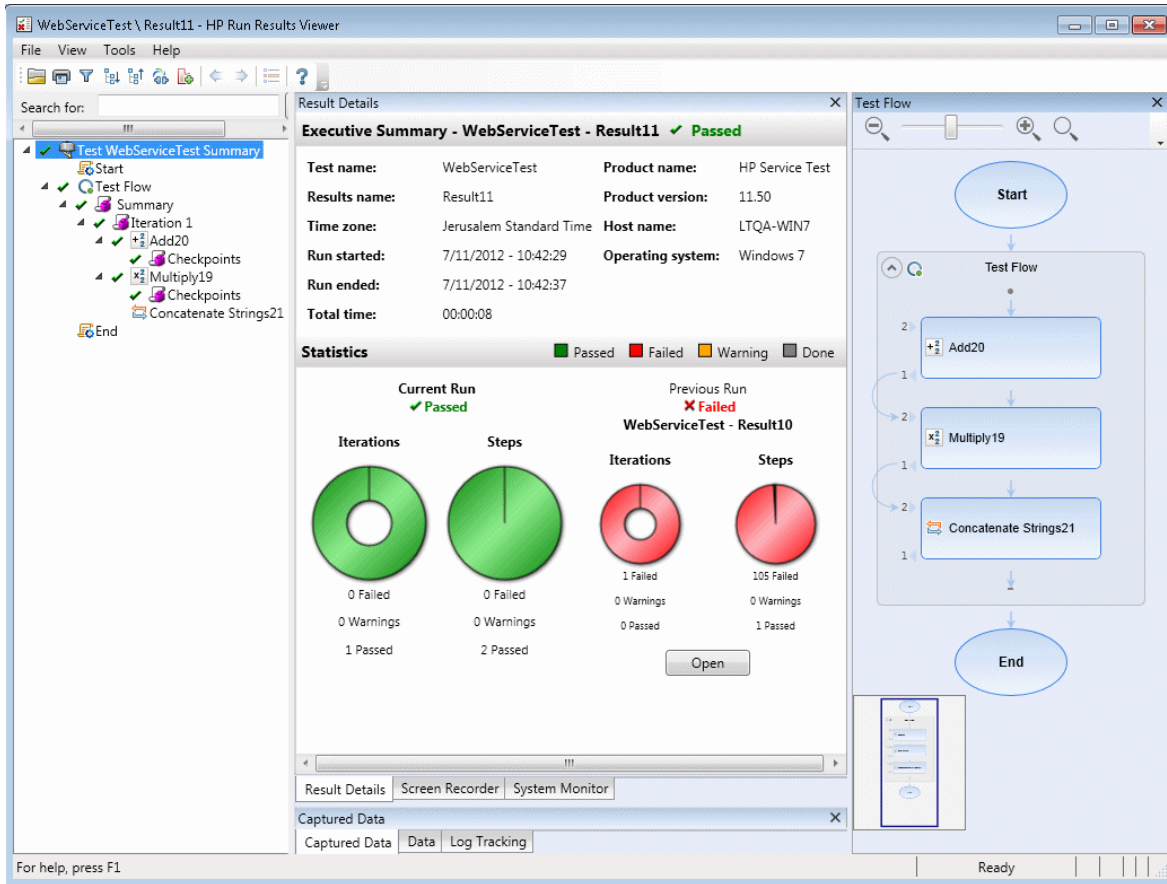 WebServiceTest \ Result11 - HP Run Results Viewer
File View Tools Help
Search for:
Test WebServiceTest Summary
Start
Test Flow
Summary
Iteration 1
Add20
Checkpoints
Multiply19
Checkpoints
Concatenate Strings21
End
Result Details
Executive Summary - WebServiceTest - Result11 Passed
Test name: WebServiceTest Product name: HP Service Test
Results name: Result11 Product version: 11.50
Time zone: Jerusalem Standard Time Host name: LTQA-WIN7
Run started: 7/11/2012 - 10:42:29 Operating system: Windows 7
Run ended: 7/11/2012 - 10:42:37
Total time: 00:00:08
Statistics Passed Failed Warning Done
Current Run
Passed
Iterations Steps
0 Failed 0 Failed
0 Warnings 0 Warnings
1 Passed 2 Passed
Previous Run
Failed
WebServiceTest - Result10
Iterations Steps
1 Failed 105 Failed
0 Warnings 0 Warnings
0 Passed 1 Passed
Open
Result Details Screen Recorder System Monitor
Captured Data
Captured Data Data Log Tracking
Test Flow
Start
Test Flow
2
Add20
1
2
Multiply19
1
2
Concatenate Strings21
1
End
For help, press F1 Ready